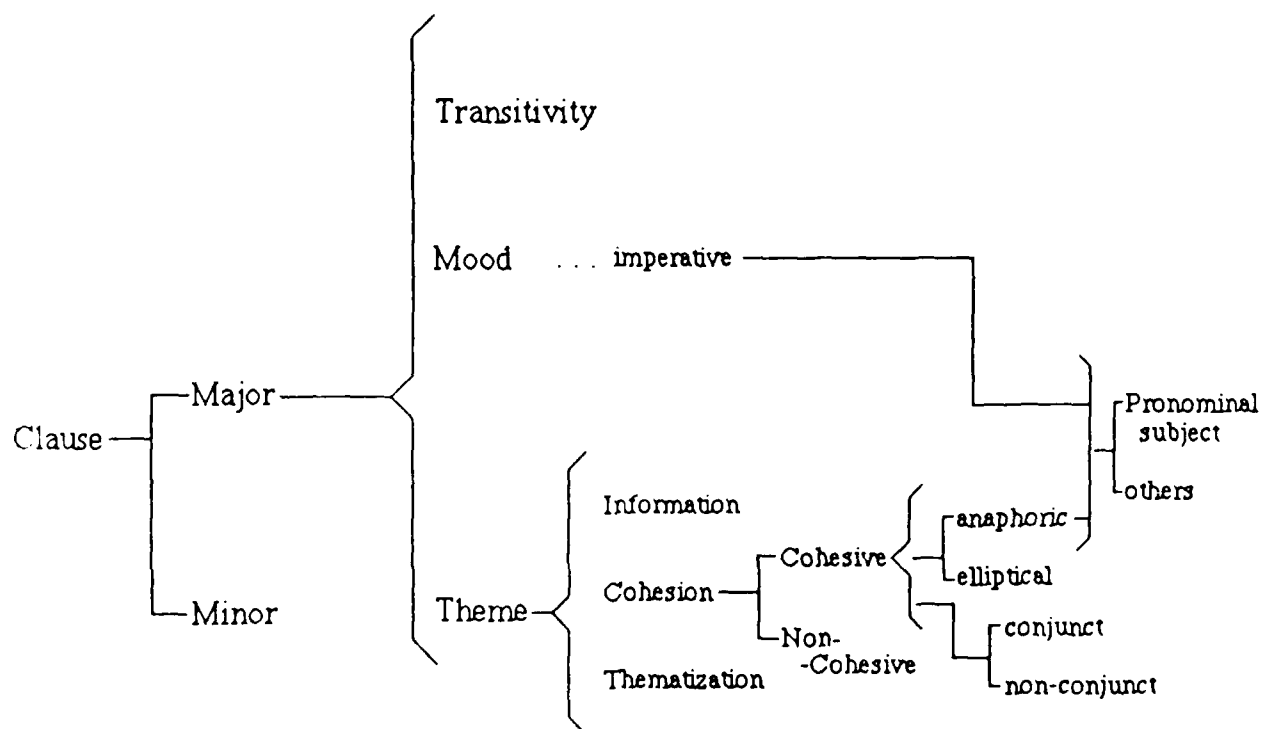 Transitivity
Mood ... imperative
Major
Clause
Pronominal
subject
others
Information
anaphoric
Cohesive
elliptical
Cohesion
Theme
Minor
Non-
-Cohesive
conjunct
Thematization
non-conjunct